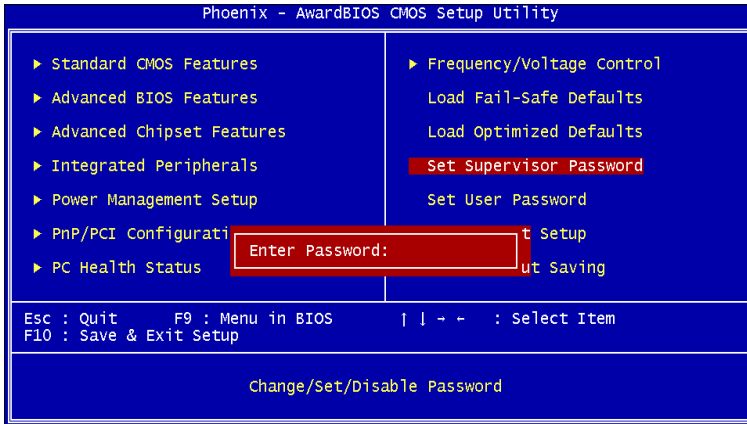 Phoenix - AwardBIOS CMOS Setup Utility
▶ Standard CMOS Features
▶ Advanced BIOS Features
▶ Advanced Chipset Features
▶ Integrated Peripherals
▶ Power Management Setup
▶ PnP/PCI Configurati
▶ PC Health Status
▶ Frequency/Voltage Control
Load Fail-Safe Defaults
Load Optimized Defaults
Set Supervisor Password
Set User Password
t Setup
ut Saving
Enter Password:
Esc : Quit F9 : Menu in BIOS ↑ ↓ → ← : Select Item
F10 : Save & Exit Setup
Change/Set/Disable Password